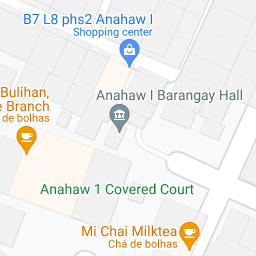 B7 L8 phs2 Anahaw I
Shopping center
Bulihan,
e Branch
de bolhas
Anahaw I Barangay Hall
Anahaw 1 Covered Court
Mi Chai Milktea
Chá de bolhas